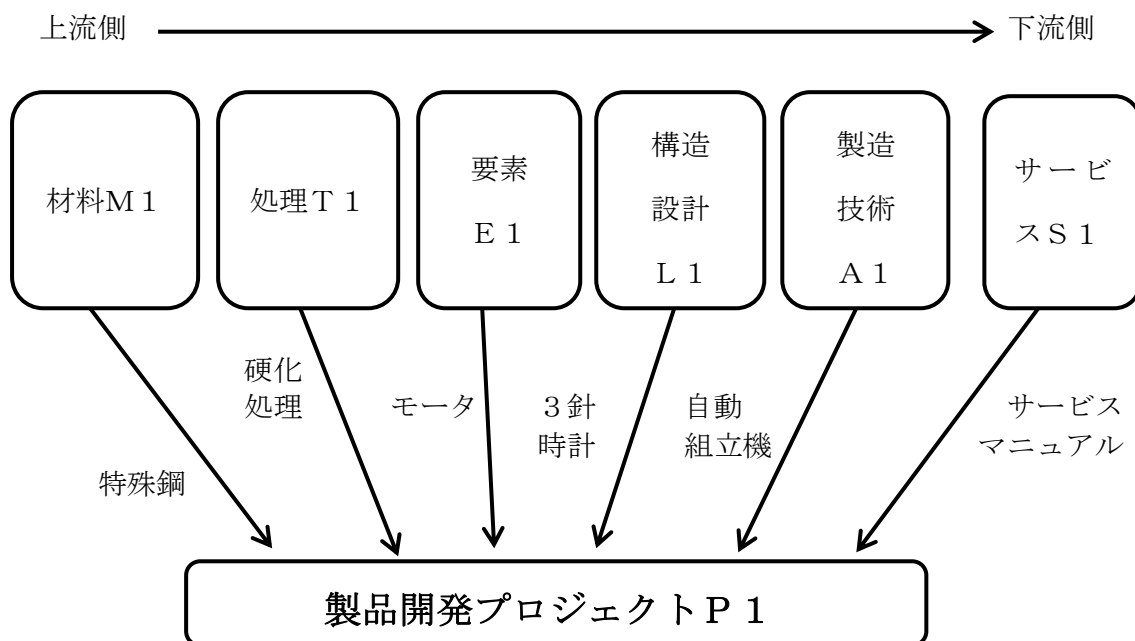 上流側
下流側
材料Ｍ１
処理Ｔ１
要素
Ｅ１
構造
設計
Ｌ１
製造
技術
Ａ１
サービ
スＳ１
特殊鋼
硬化
処理
モータ
３針
時計
自動
組立機
サービス
マニュアル
製品開発プロジェクトＰ１